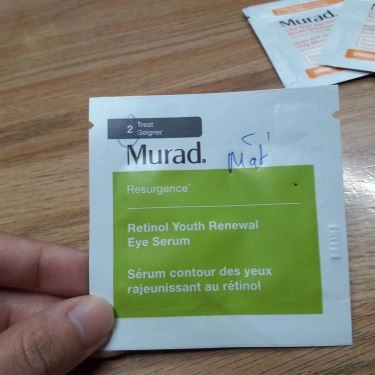 Murad.
2 Treat
Soigner
Murad.
Mắt
Resurgence
Retinol Youth Renewal
Eye Serum
Sérum contour des yeux
rajeunissant au rétinol